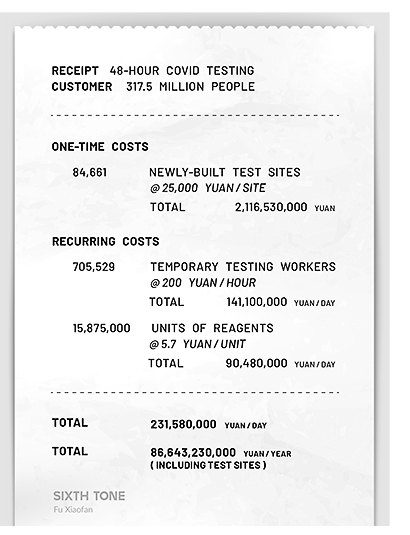 RECEIPT 48-HOUR COVID TESTING
CUSTOMER 317.5 MILLION PEOPLE
ONE-TIME COSTS
84,661 NEWLY-BUILT TEST SITES
@ 25,000 YUAN / SITE
TOTAL 2,116,530,000 YUAN
RECURRING COSTS
705,529 TEMPORARY TESTING WORKERS
@ 200 YUAN / HOUR
TOTAL 141,100,000 YUAN / DAY
15,875,000 UNITS OF REAGENTS
@ 5.7 YUAN / UNIT
TOTAL 90,480,000 YUAN / DAY
TOTAL 231,580,000 YUAN / DAY
TOTAL 86,643,230,000 YUAN / YEAR
( INCLUDING TEST SITES )
SIXTH TONE
Fu Xiaofan